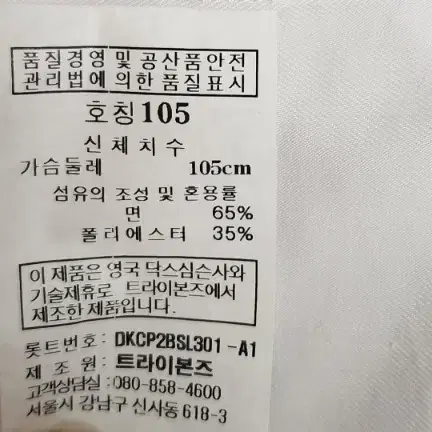 품질경영 및 공산품안전
관리법에 의한 품질표시
호칭 105
신체치수
가슴둘레 105cm
섬유의 조성 및 혼용률
면 65%
폴리에스터 35%
이 제품은 영국 닥스심슨사와
기술제휴로 트라이본즈에서
제조한 제품입니다.
롯트번호 : DKCP2BSL301-A1
제 조 원 : 트라이본즈
고객상담실 : 080-858-4600
서울시 강남구 신사동 618-3